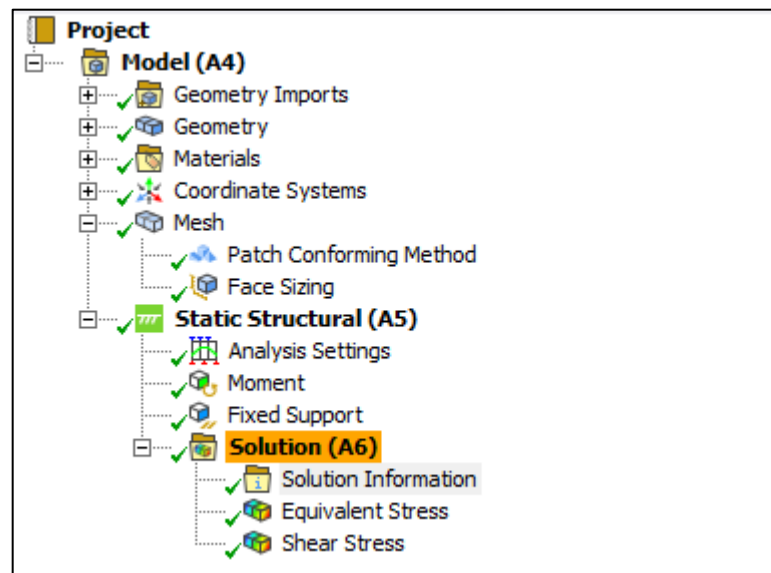 Project
Model (A4)
Geometry Imports
Geometry
Materials
Coordinate Systems
Mesh
Patch Conforming Method
Face Sizing
Static Structural (A5)
Analysis Settings
Moment
Fixed Support
Solution (A6)
Solution Information
Equivalent Stress
Shear Stress